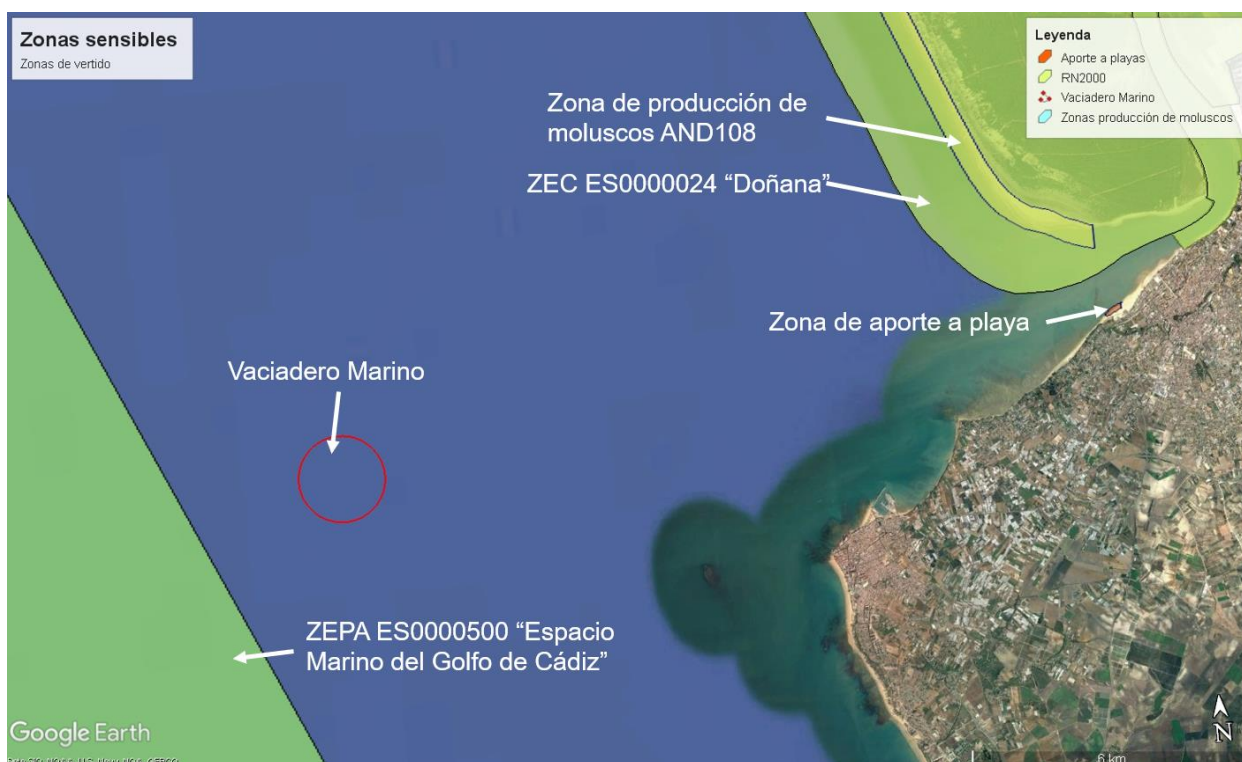 Zonas sensibles
Zonas de vertido
Leyenda
Aporte a playas
RN2000
Vaciadero Marino
Zonas producción de moluscos
Zona de producción de
moluscos AND108
ZEC ES0000024 “Doñana”
Zona de aporte a playa
Vaciadero Marino
ZEPA ES0000500 “Espacio
Marino del Golfo de Cádiz”
Google Earth
N
6 km